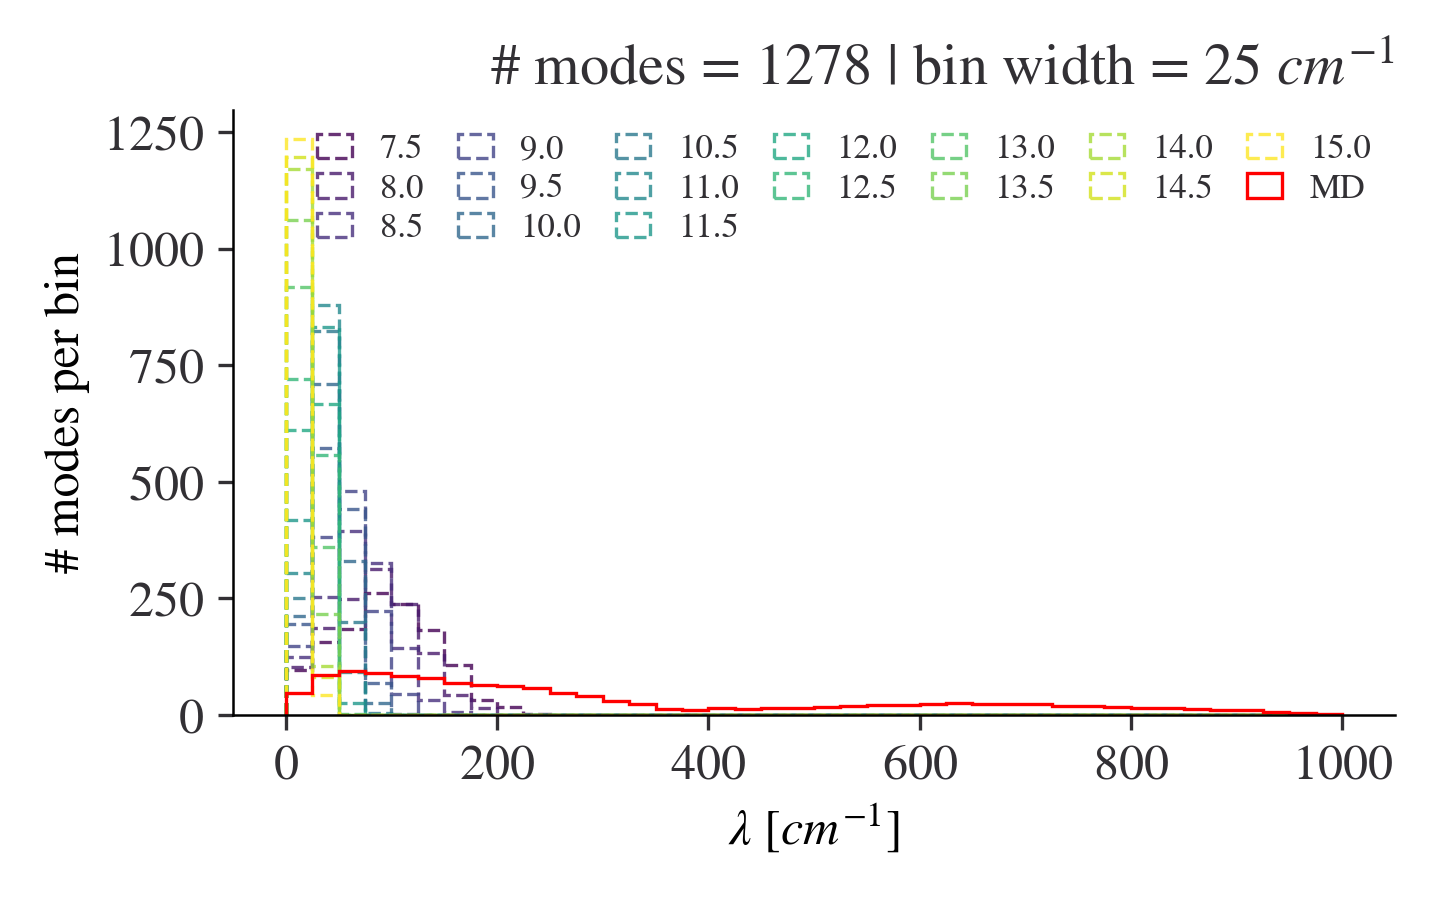 # modes = 1278 | bin width = 25 cm⁻¹
1250
1000
750
500
250
0
# modes per bin
7.5 9.0 10.5 12.0 13.0 14.0 15.0
8.0 9.5 11.0 12.5 13.5 14.5 MD
8.5 10.0 11.5
0 200 400 600 800 1000
λ [cm⁻¹]